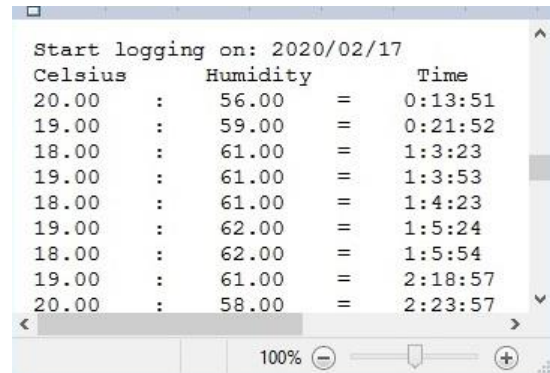 Start logging on: 2020/02/17
Celsius Humidity Time
20.00 : 56.00 = 0:13:51
19.00 : 59.00 = 0:21:52
18.00 : 61.00 = 1:3:23
19.00 : 61.00 = 1:3:53
18.00 : 61.00 = 1:4:23
19.00 : 62.00 = 1:5:24
18.00 : 62.00 = 1:5:54
19.00 : 61.00 = 2:18:57
20.00 : 58.00 = 2:23:57
100%